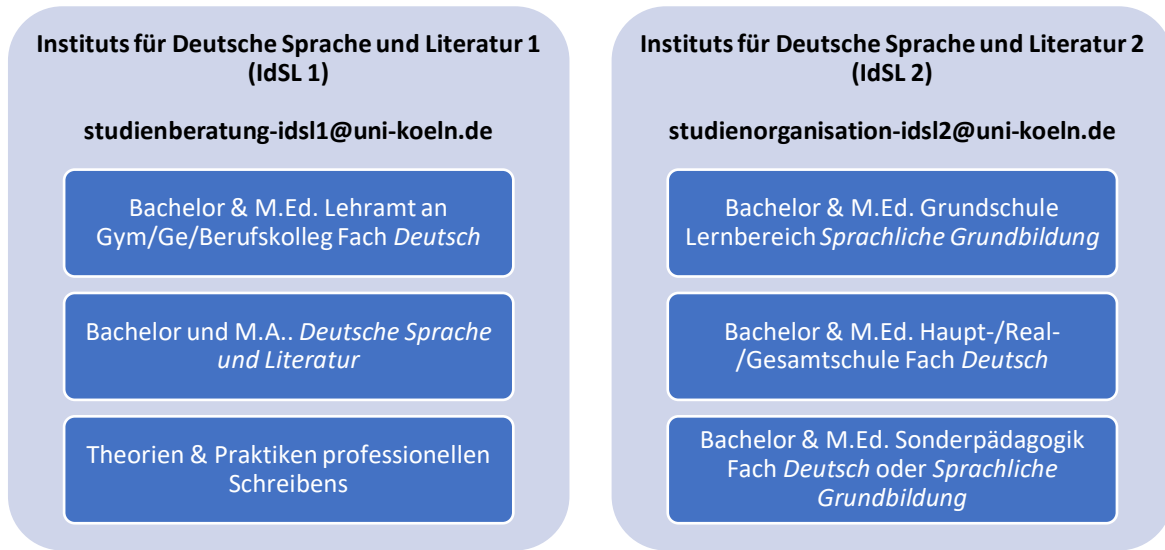 Instituts für Deutsche Sprache und Literatur 1
(IdSL 1)
studienberatung-idsl1@uni-koeln.de
Bachelor & M.Ed. Lehramt an
Gym/Ge/Berufskolleg Fach Deutsch
Bachelor und M.A.. Deutsche Sprache
und Literatur
Theorien & Praktiken professionellen
Schreibens
Instituts für Deutsche Sprache und Literatur 2
(IdSL 2)
studienorganisation-idsl2@uni-koeln.de
Bachelor & M.Ed. Grundschule
Lernbereich Sprachliche Grundbildung
Bachelor & M.Ed. Haupt-/Real-
/Gesamtschule Fach Deutsch
Bachelor & M.Ed. Sonderpädagogik
Fach Deutsch oder Sprachliche
Grundbildung